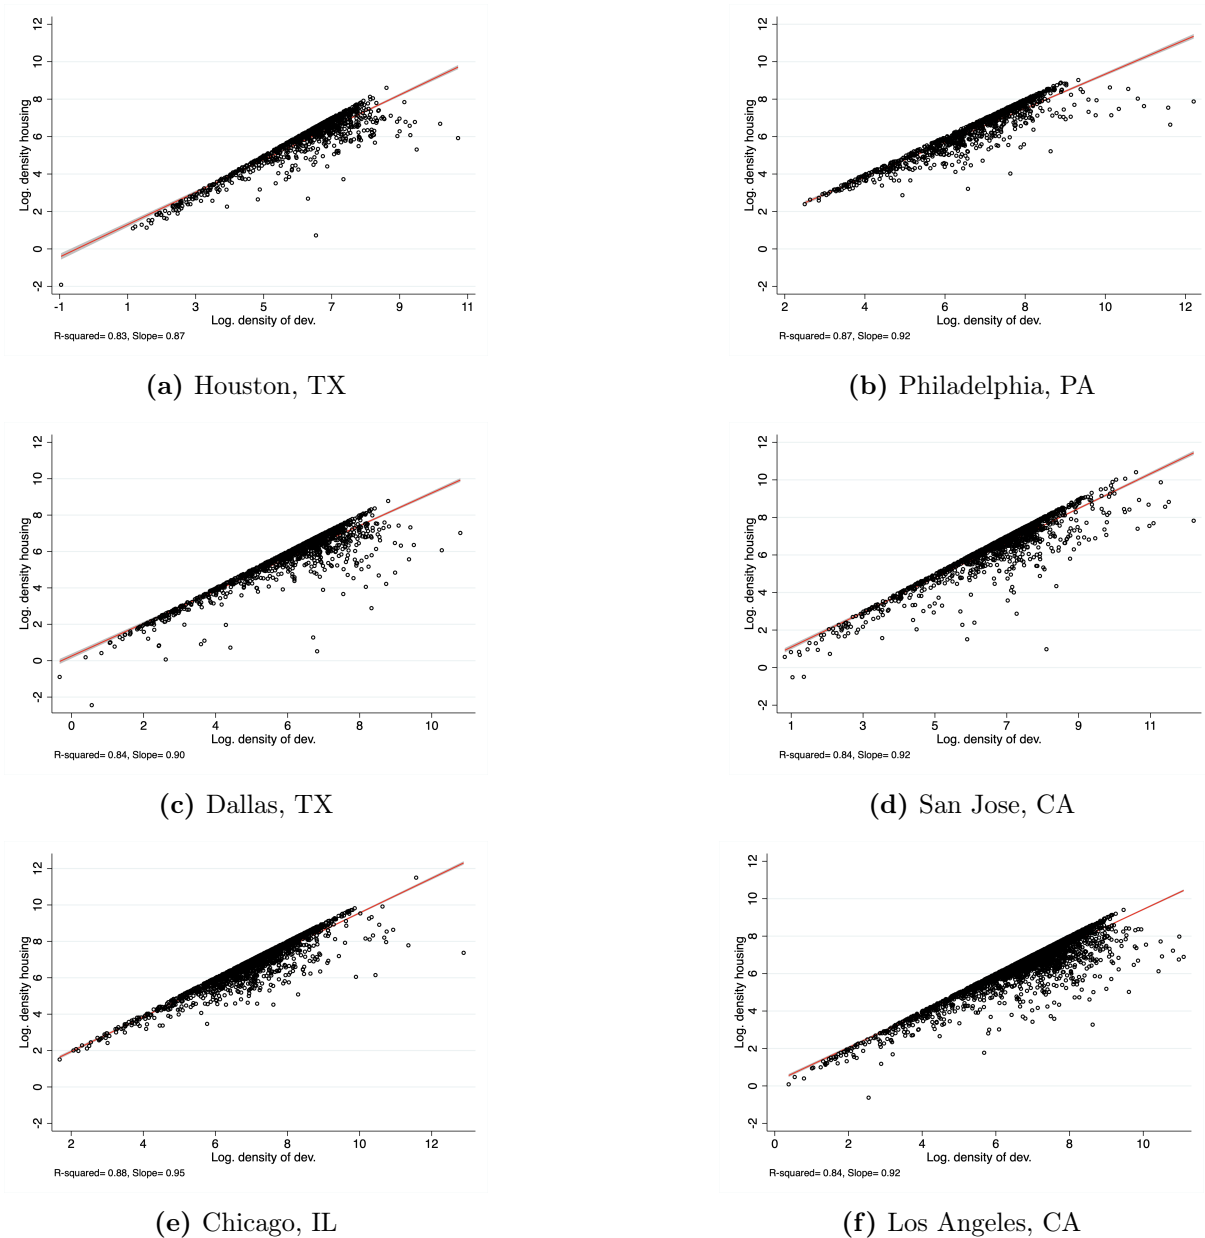 12
10
8
6
4
2
0
-2
Log. density housing
-1 1 3 5 7 9 11
Log. density of dev.
R-squared= 0.83, Slope= 0.87
(a) Houston, TX
12
10
8
6
4
2
0
-2
Log. density housing
2 4 6 8 10 12
Log. density of dev.
R-squared= 0.87, Slope= 0.92
(b) Philadelphia, PA
12
10
8
6
4
2
0
-2
Log. density housing
0 2 4 6 8 10
Log. density of dev.
R-squared= 0.84, Slope= 0.90
(c) Dallas, TX
12
10
8
6
4
2
0
-2
Log. density housing
1 3 5 7 9 11
Log. density of dev.
R-squared= 0.84, Slope= 0.92
(d) San Jose, CA
12
10
8
6
4
2
0
-2
Log. density housing
2 4 6 8 10 12
Log. density of dev.
R-squared= 0.88, Slope= 0.95
(e) Chicago, IL
12
10
8
6
4
2
0
-2
Log. density housing
0 2 4 6 8 10
Log. density of dev.
R-squared= 0.84, Slope= 0.92
(f) Los Angeles, CA